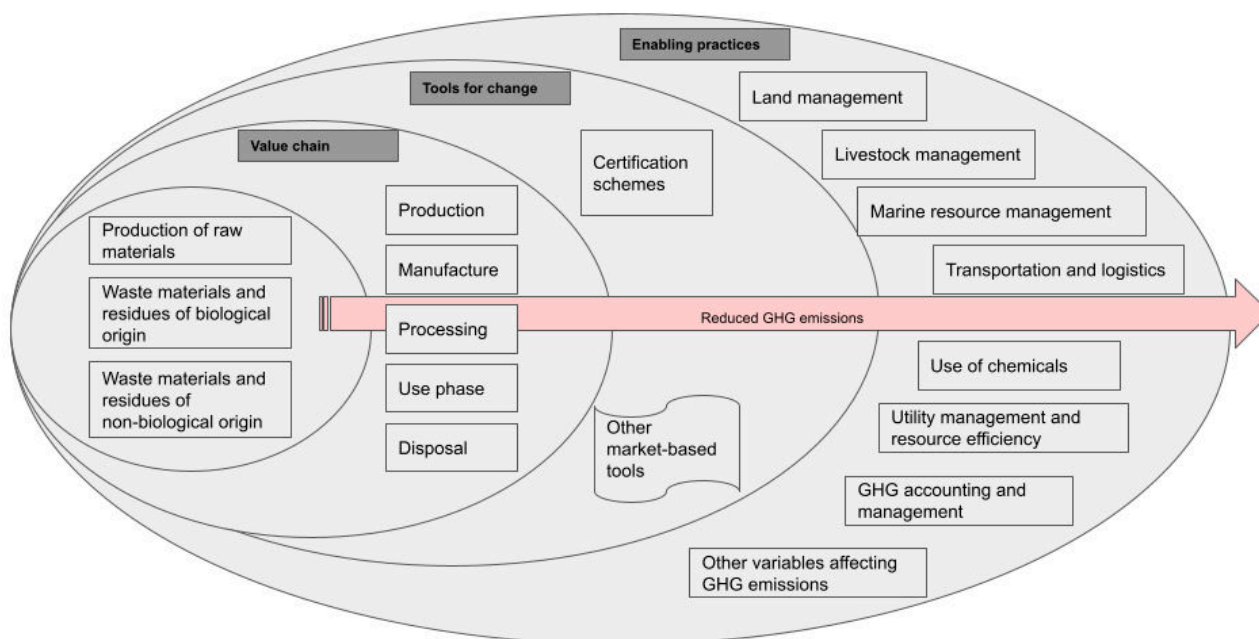 Enabling practices
Tools for change
Value chain
Land management
Livestock management
Marine resource management
Transportation and logistics
Certification
schemes
Production
Manufacture
Processing
Use phase
Disposal
Production of raw
materials
Waste materials and
residues of biological
origin
Waste materials and
residues of
non-biological origin
Reduced GHG emissions
Other
market-based
tools
Use of chemicals
Utility management and
resource efficiency
GHG accounting and
management
Other variables affecting
GHG emissions